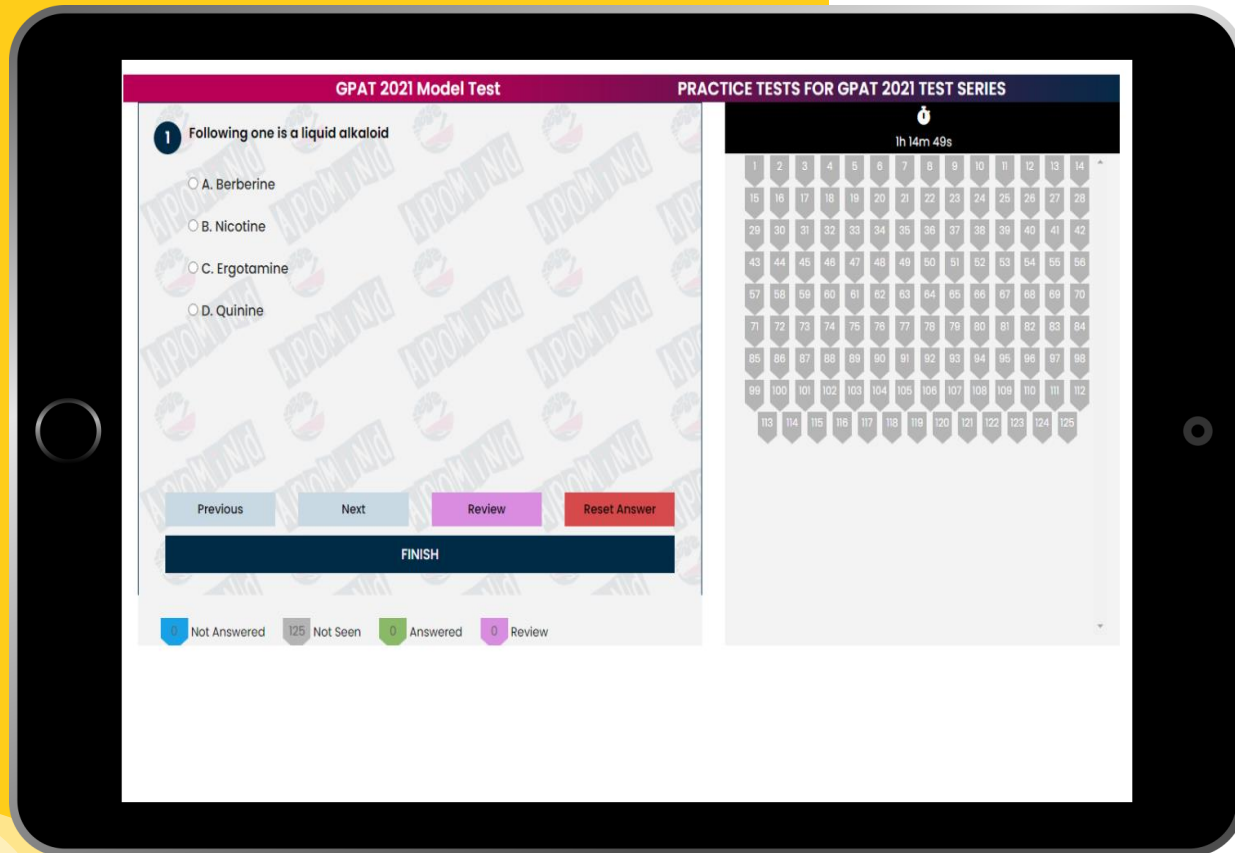 GPAT 2021 Model Test
PRACTICE TESTS FOR GPAT 2021 TEST SERIES
1 Following one is a liquid alkaloid
A. Berberine
B. Nicotine
C. Ergotamine
D. Quinine
Previous Next Review Reset Answer
FINISH
0 Not Answered 125 Not Seen 0 Answered 0 Review
1h 14m 49s
1 2 3 4 5 6 7 8 9 10 11 12 13 14
15 16 17 18 19 20 21 22 23 24 25 26 27 28
29 30 31 32 33 34 35 36 37 38 39 40 41 42
43 44 45 46 47 48 49 50 51 52 53 54 55 56
57 58 59 60 61 62 63 64 65 66 67 68 69 70
71 72 73 74 75 76 77 78 79 80 81 82 83 84
85 86 87 88 89 90 91 92 93 94 95 96 97 98
99 100 101 102 103 104 105 106 107 108 109 110 111 112
113 114 115 116 117 118 119 120 121 122 123 124 125